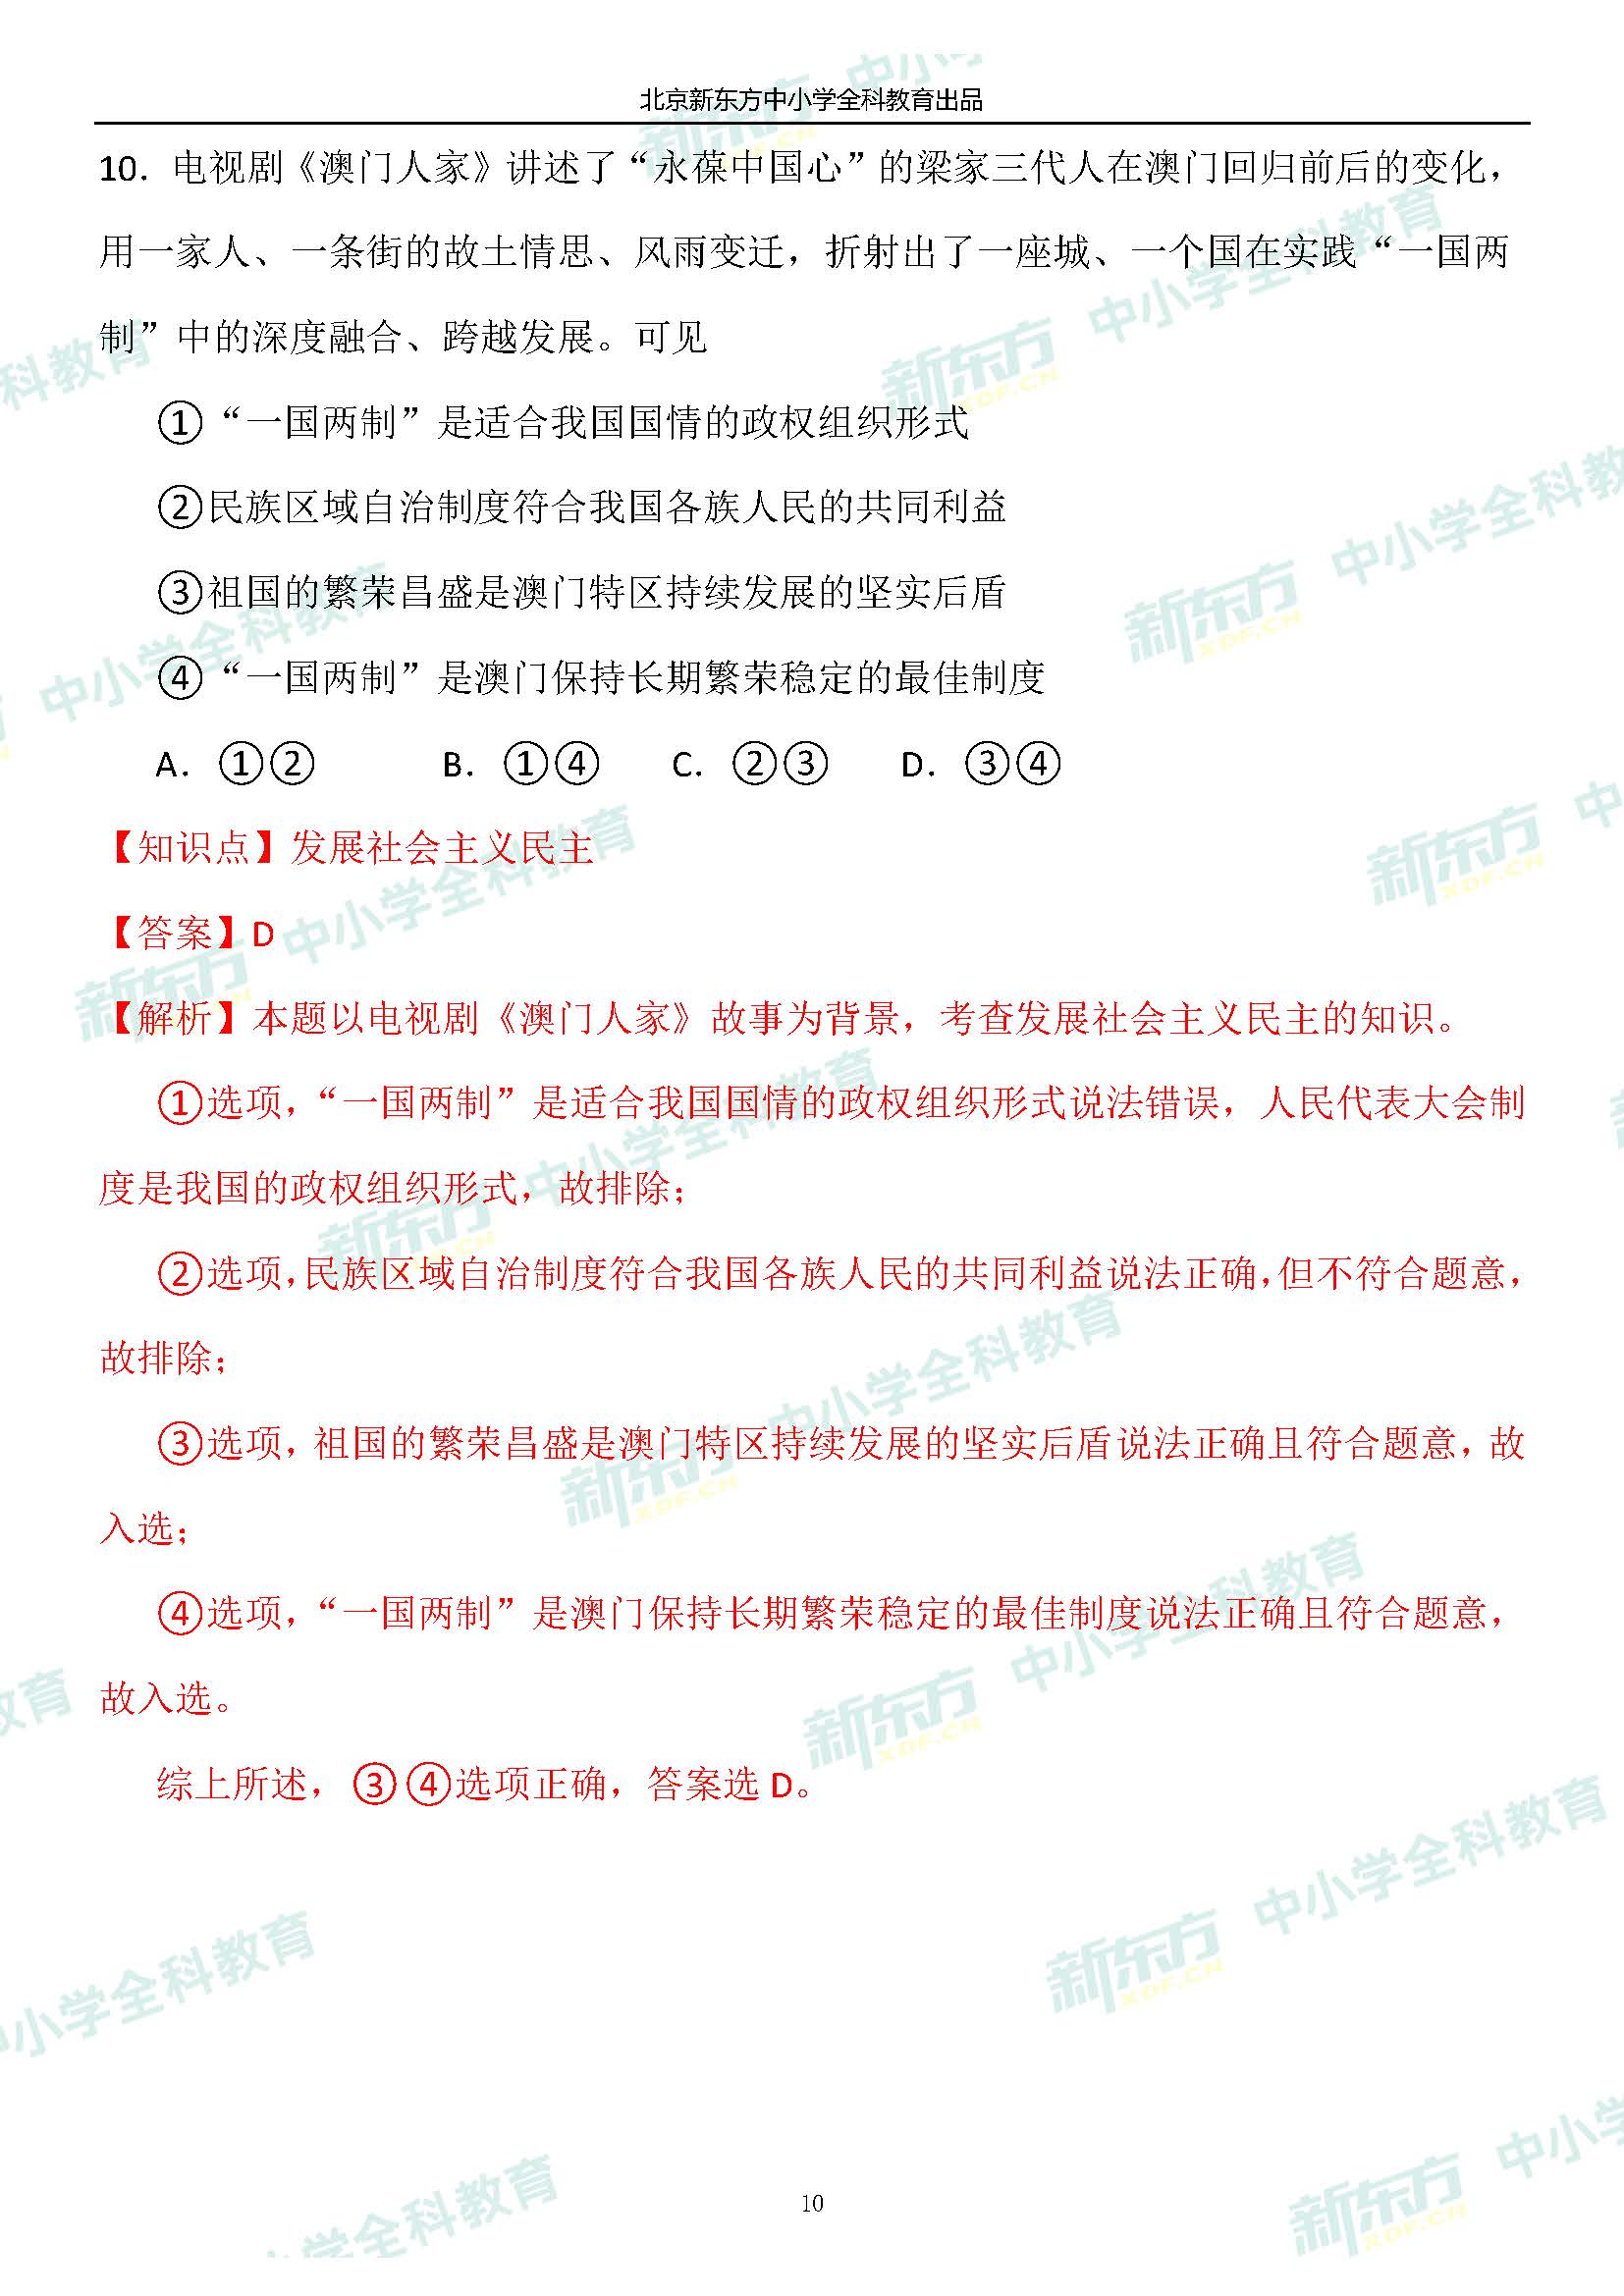 北京新东方中小学全科教育出品
10．电视剧《澳门人家》讲述了“永葆中国心”的梁家三代人在澳门回归前后的变化，
用一家人、一条街的故土情思、风雨变迁，折射出了一座城、一个国在实践“一国两
制”中的深度融合、跨越发展。可见
①“一国两制”是适合我国国情的政权组织形式
②民族区域自治制度符合我国各族人民的共同利益
③祖国的繁荣昌盛是澳门特区持续发展的坚实后盾
④“一国两制”是澳门保持长期繁荣稳定的最佳制度
A．①② B．①④ C．②③ D．③④
【知识点】发展社会主义民主
【答案】D
【解析】本题以电视剧《澳门人家》故事为背景，考查发展社会主义民主的知识。
①选项，“一国两制”是适合我国国情的政权组织形式说法错误，人民代表大会制
度是我国的政权组织形式，故排除；
②选项，民族区域自治制度符合我国各族人民的共同利益说法正确，但不符合题意，
故排除；
③选项，祖国的繁荣昌盛是澳门特区持续发展的坚实后盾说法正确且符合题意，故
入选；
④选项，“一国两制”是澳门保持长期繁荣稳定的最佳制度说法正确且符合题意，
故入选。
综上所述，③④选项正确，答案选 D。
10
新东方 XDF.CN 中小学全科教育